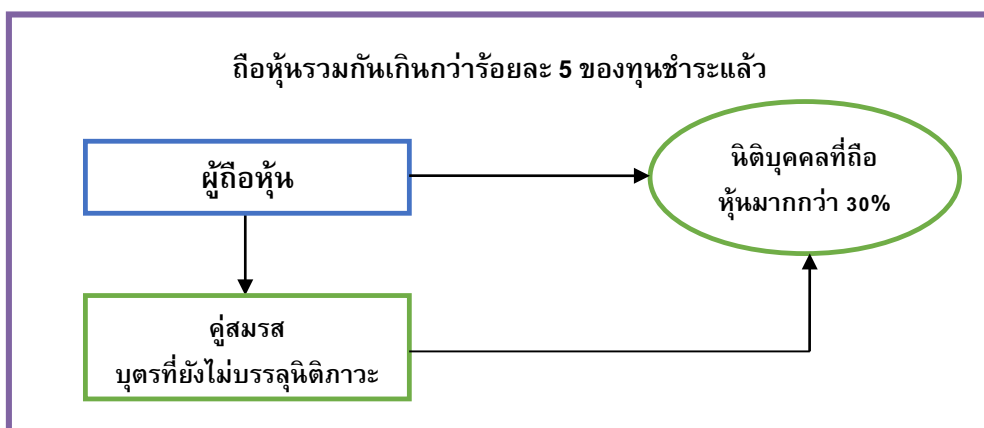 ถือหุ้นรวมกันเกินกว่าร้อยละ 5 ของทุนชำระแล้ว
ผู้ถือหุ้น
นิติบุคคลที่ถือ
หุ้นมากกว่า 30%
คู่สมรส
บุตรที่ยังไม่บรรลุนิติภาวะ